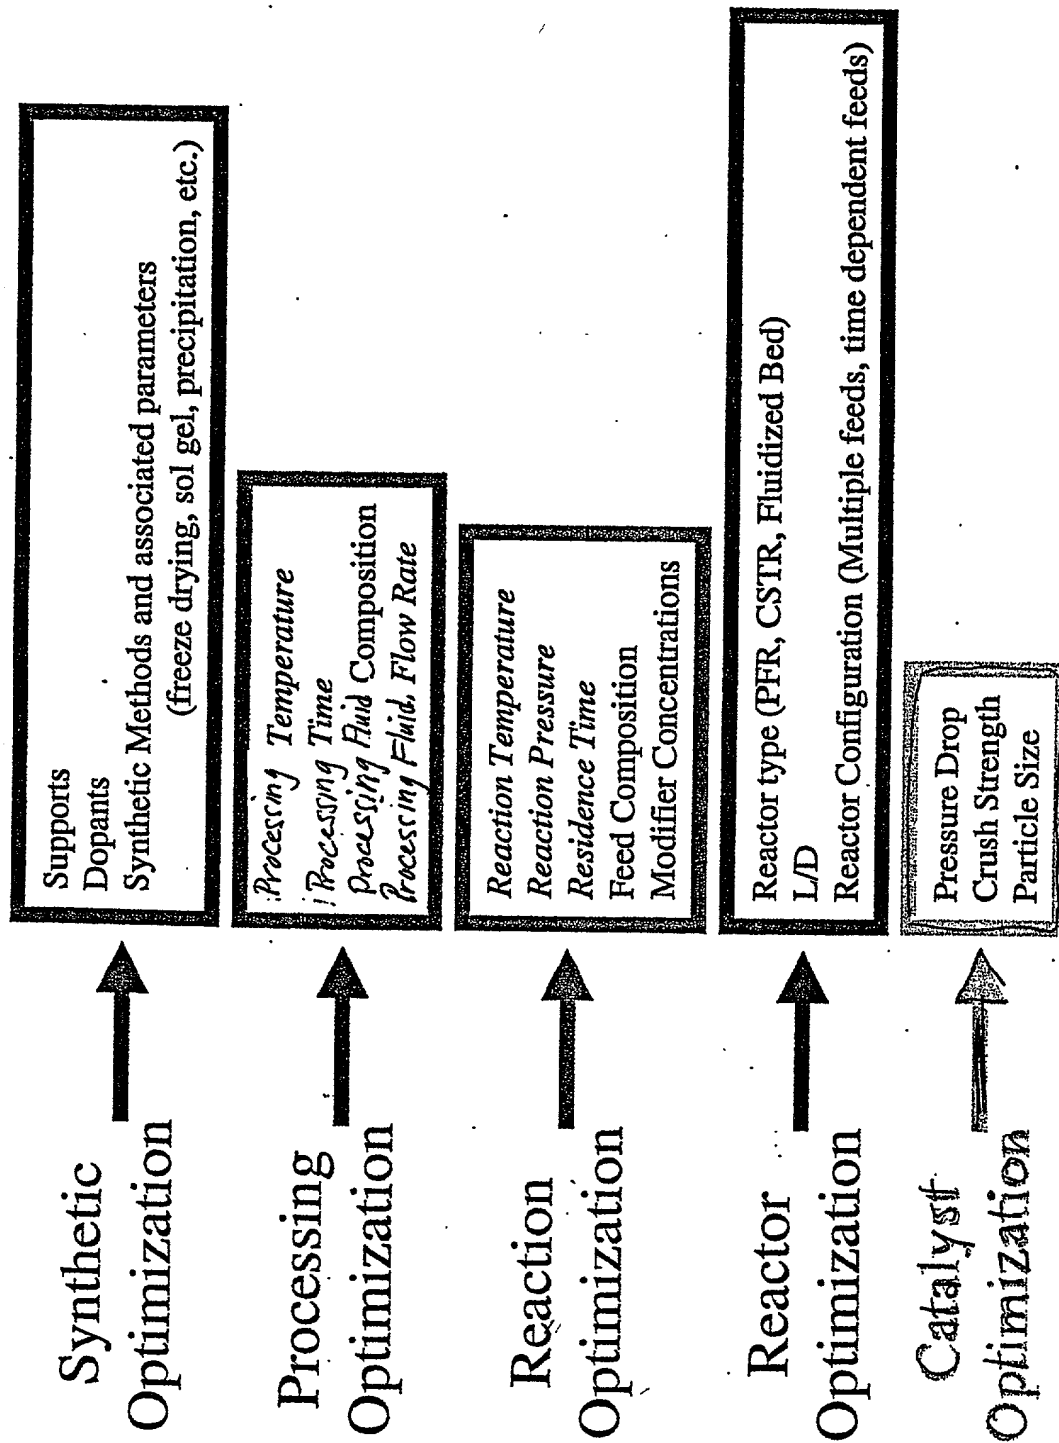 Synthetic
Optimization
Supports
Dopants
Synthetic Methods and associated parameters
(freeze drying, sol gel, precipitation, etc.)
Processing
Optimization
Processing Temperature
Processing Time
Processing Fluid Composition
Processing Fluid. Flow Rate
Reaction
Optimization
Reaction Temperature
Reaction Pressure
Residence Time
Feed Composition
Modifier Concentrations
Reactor
Optimization
Reactor type (PFR, CSTR, Fluidized Bed)
L/D
Reactor Configuration (Multiple feeds, time dependent feeds)
Catalyst
Optimization
Pressure Drop
Crush Strength
Particle Size